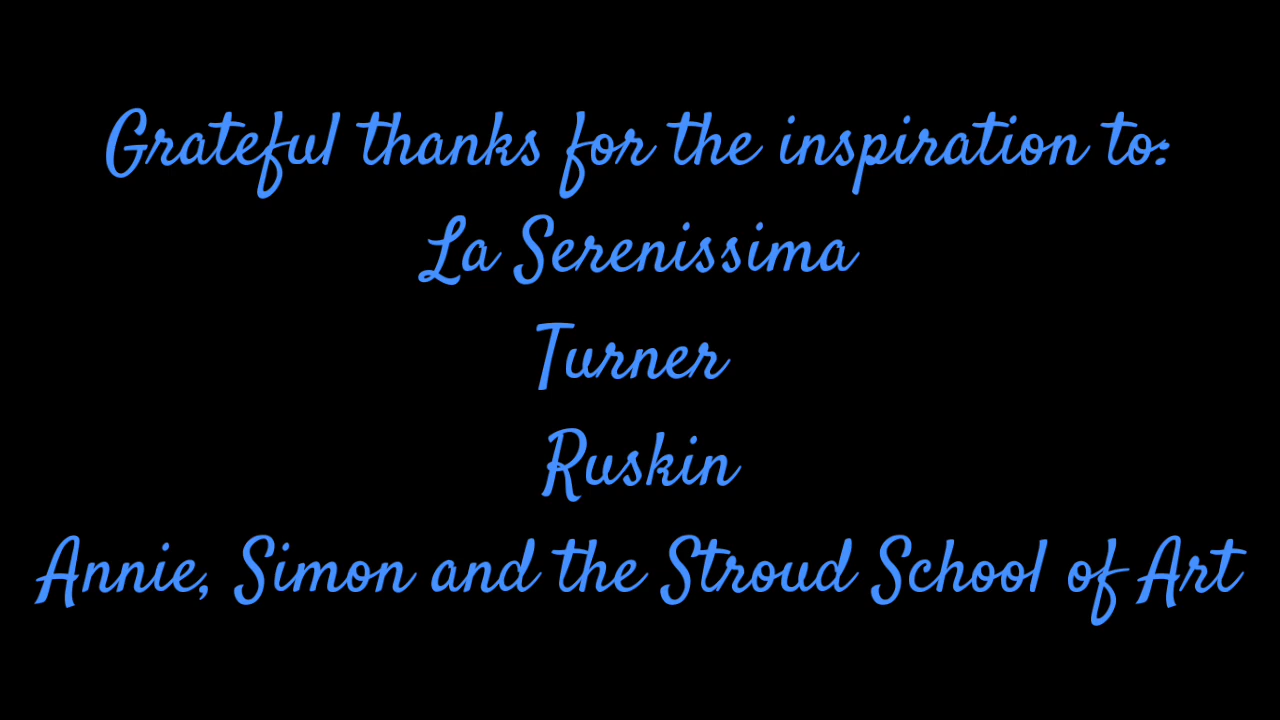 Grateful thanks for the inspiration to:
La Serenissima
Turner
Ruskin
Annie, Simon and the Stroud School of Art